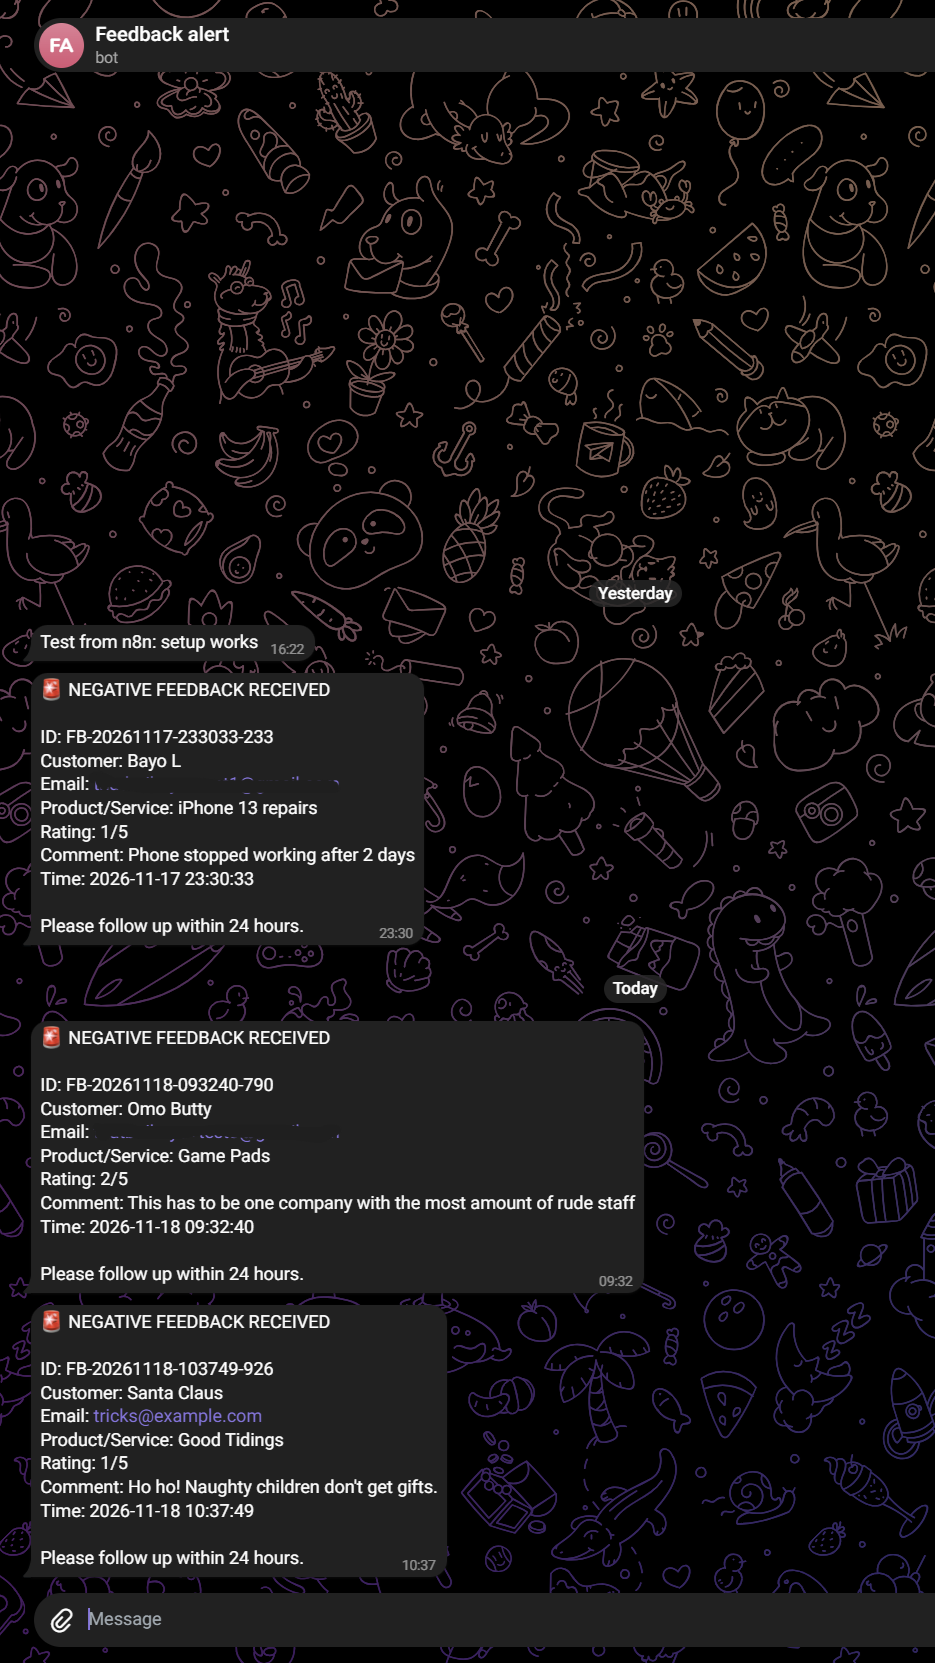 FA
Feedback alert
bot
Yesterday
Test from n8n: setup works 16:22
🚨 NEGATIVE FEEDBACK RECEIVED
ID: FB-20261117-233033-233
Customer: Bayo L
Email:
Product/Service: iPhone 13 repairs
Rating: 1/5
Comment: Phone stopped working after 2 days
Time: 2026-11-17 23:30:33
Please follow up within 24 hours. 23:30
Today
🚨 NEGATIVE FEEDBACK RECEIVED
ID: FB-20261118-093240-790
Customer: Omo Butty
Email:
Product/Service: Game Pads
Rating: 2/5
Comment: This has to be one company with the most amount of rude staff
Time: 2026-11-18 09:32:40
Please follow up within 24 hours. 09:32
🚨 NEGATIVE FEEDBACK RECEIVED
ID: FB-20261118-103749-926
Customer: Santa Claus
Email: tricks@example.com
Product/Service: Good Tidings
Rating: 1/5
Comment: Ho ho! Naughty children don't get gifts.
Time: 2026-11-18 10:37:49
Please follow up within 24 hours. 10:37
Message